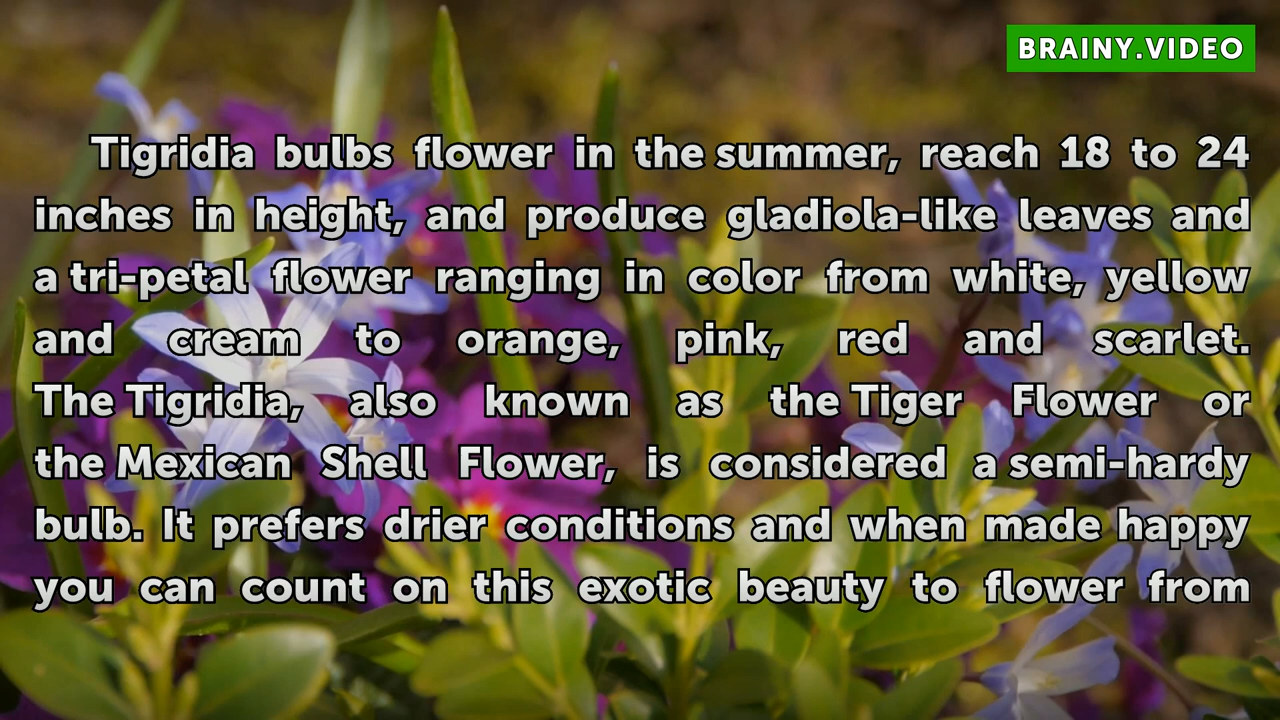 BRAINY.VIDEO
Tigridia bulbs flower in the summer, reach 18 to 24
inches in height, and produce gladiola-like leaves and
a tri-petal flower ranging in color from white, yellow
and cream to orange, pink, red and scarlet.
The Tigridia, also known as the Tiger Flower or
the Mexican Shell Flower, is considered a semi-hardy
bulb. It prefers drier conditions and when made happy
you can count on this exotic beauty to flower from